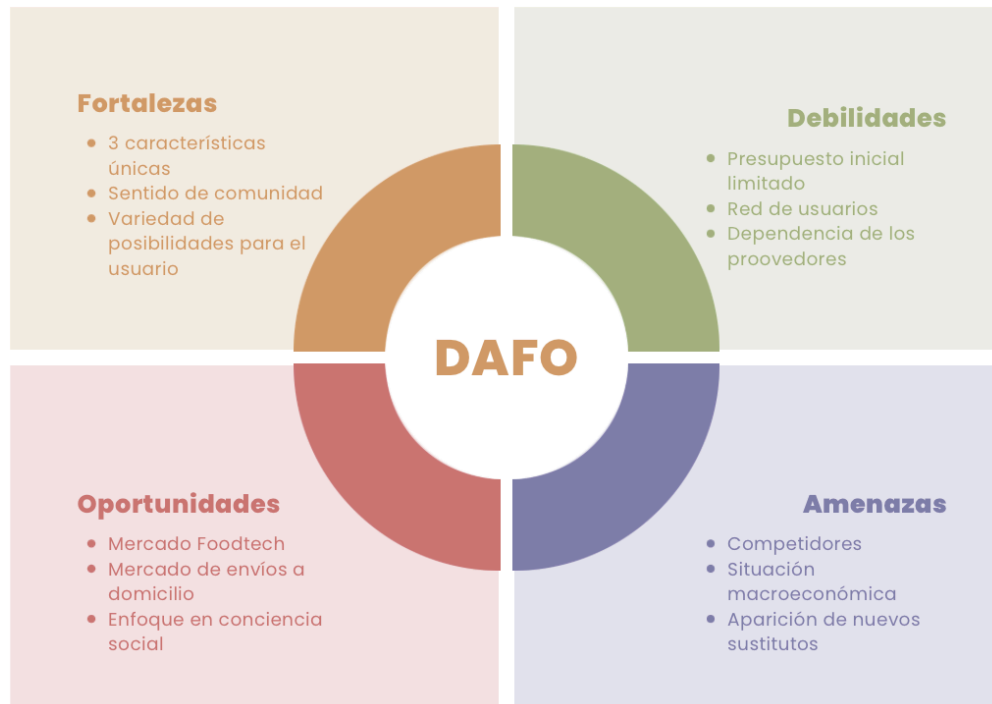 Fortalezas
3 características
únicas
Sentido de comunidad
Variedad de
posibilidades para el
usuario
Debilidades
Presupuesto inicial
limitado
Red de usuarios
Dependencia de los
proovedores
DAFO
Oportunidades
Mercado Foodtech
Mercado de envíos a
domicilio
Enfoque en conciencia
social
Amenazas
Competidores
Situación
macroeconómica
Aparición de nuevos
sustitutos